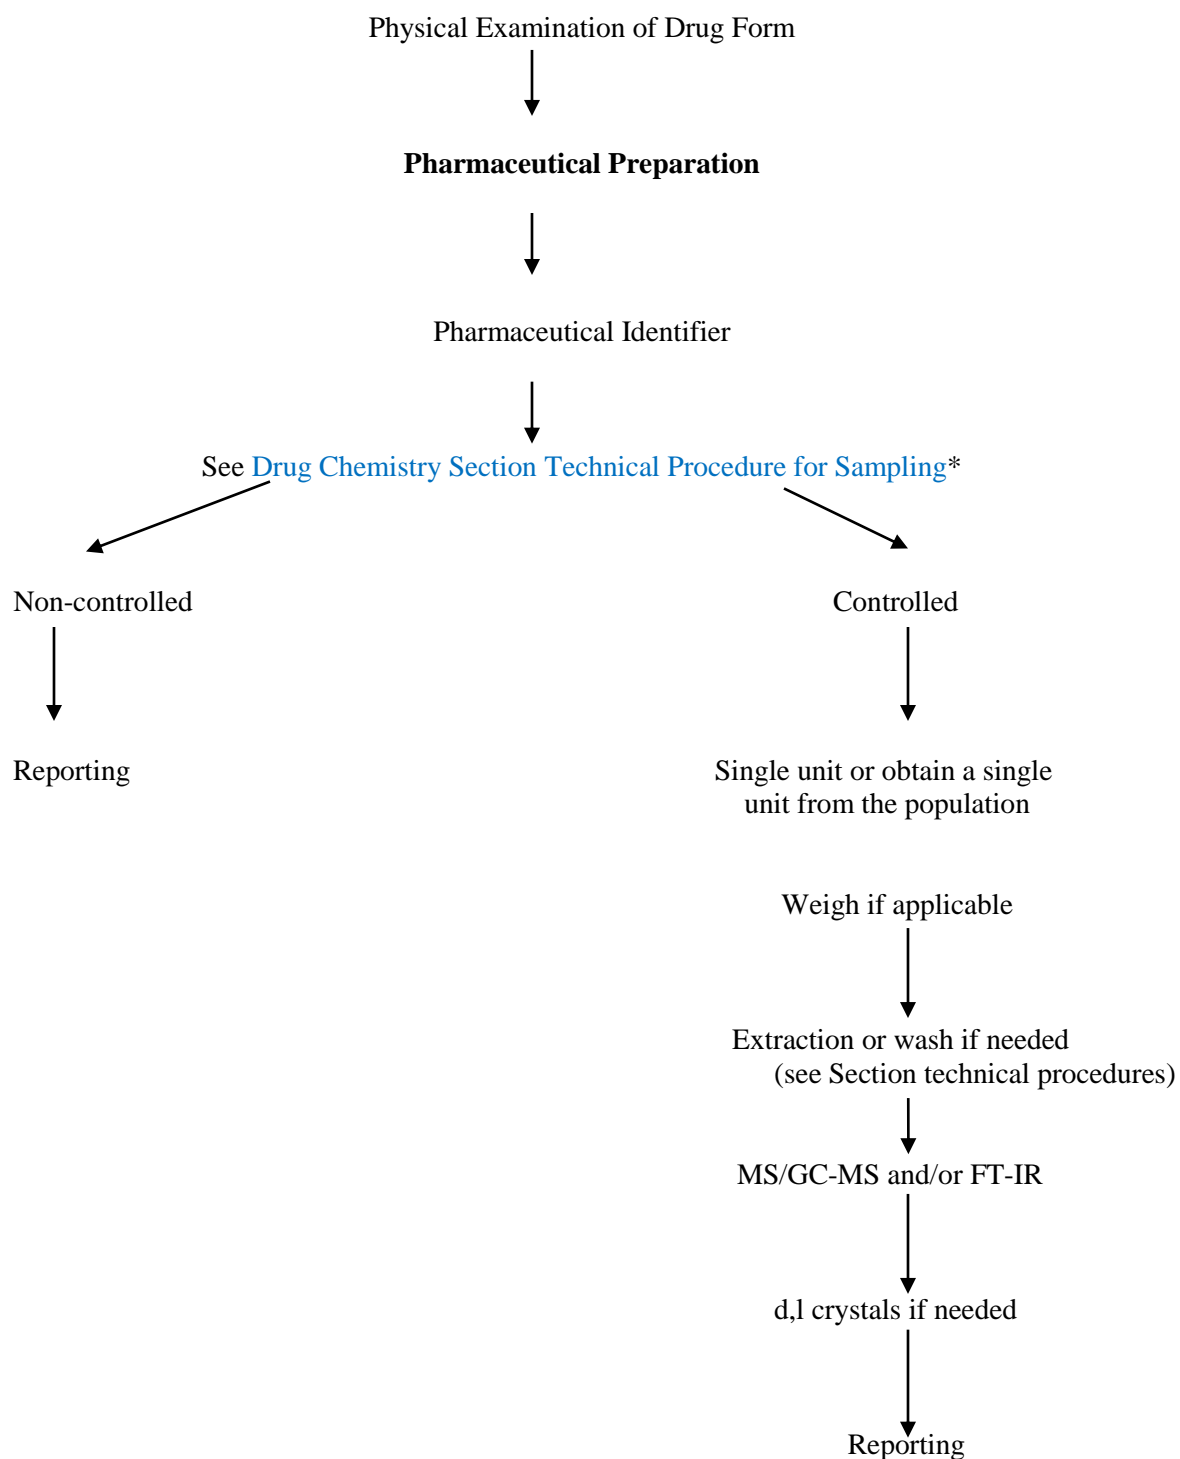 Physical Examination of Drug Form
Pharmaceutical Preparation
Pharmaceutical Identifier
See Drug Chemistry Section Technical Procedure for Sampling*
Non-controlled
Controlled
Reporting
Single unit or obtain a single
unit from the population
Weigh if applicable
Extraction or wash if needed
(see Section technical procedures)
MS/GC-MS and/or FT-IR
d,l crystals if needed
Reporting